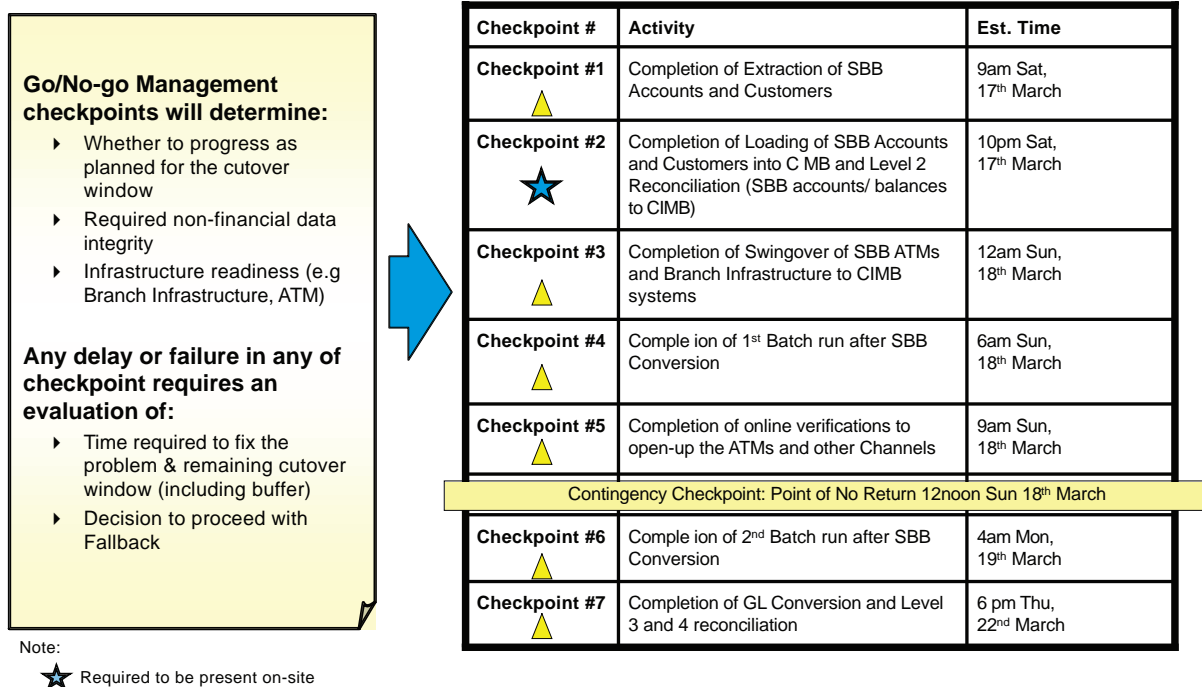 Go/No-go Management
checkpoints will determine:
Whether to progress as
planned for the cutover
window
Required non-financial data
integrity
Infrastructure readiness (e.g
Branch Infrastructure, ATM)
Any delay or failure in any of
checkpoint requires an
evaluation of:
Time required to fix the
problem & remaining cutover
window (including buffer)
Decision to proceed with
Fallback
Note:
Required to be present on-site
Checkpoint # Activity Est. Time
Checkpoint #1 Completion of Extraction of SBB 9am Sat,
Accounts and Customers 17th March
Checkpoint #2 Completion of Loading of SBB Accounts 10pm Sat,
and Customers into C MB and Level 2 17th March
Reconciliation (SBB accounts/ balances
to CIMB)
Checkpoint #3 Completion of Swingover of SBB ATMs 12am Sun,
and Branch Infrastructure to CIMB 18th March
systems
Checkpoint #4 Comple ion of 1st Batch run after SBB 6am Sun,
Conversion 18th March
Checkpoint #5 Completion of online verifications to 9am Sun,
open-up the ATMs and other Channels 18th March
Contingency Checkpoint: Point of No Return 12noon Sun 18th March
Checkpoint #6 Comple ion of 2nd Batch run after SBB 4am Mon,
Conversion 19th March
Checkpoint #7 Completion of GL Conversion and Level 6 pm Thu,
3 and 4 reconciliation 22nd March